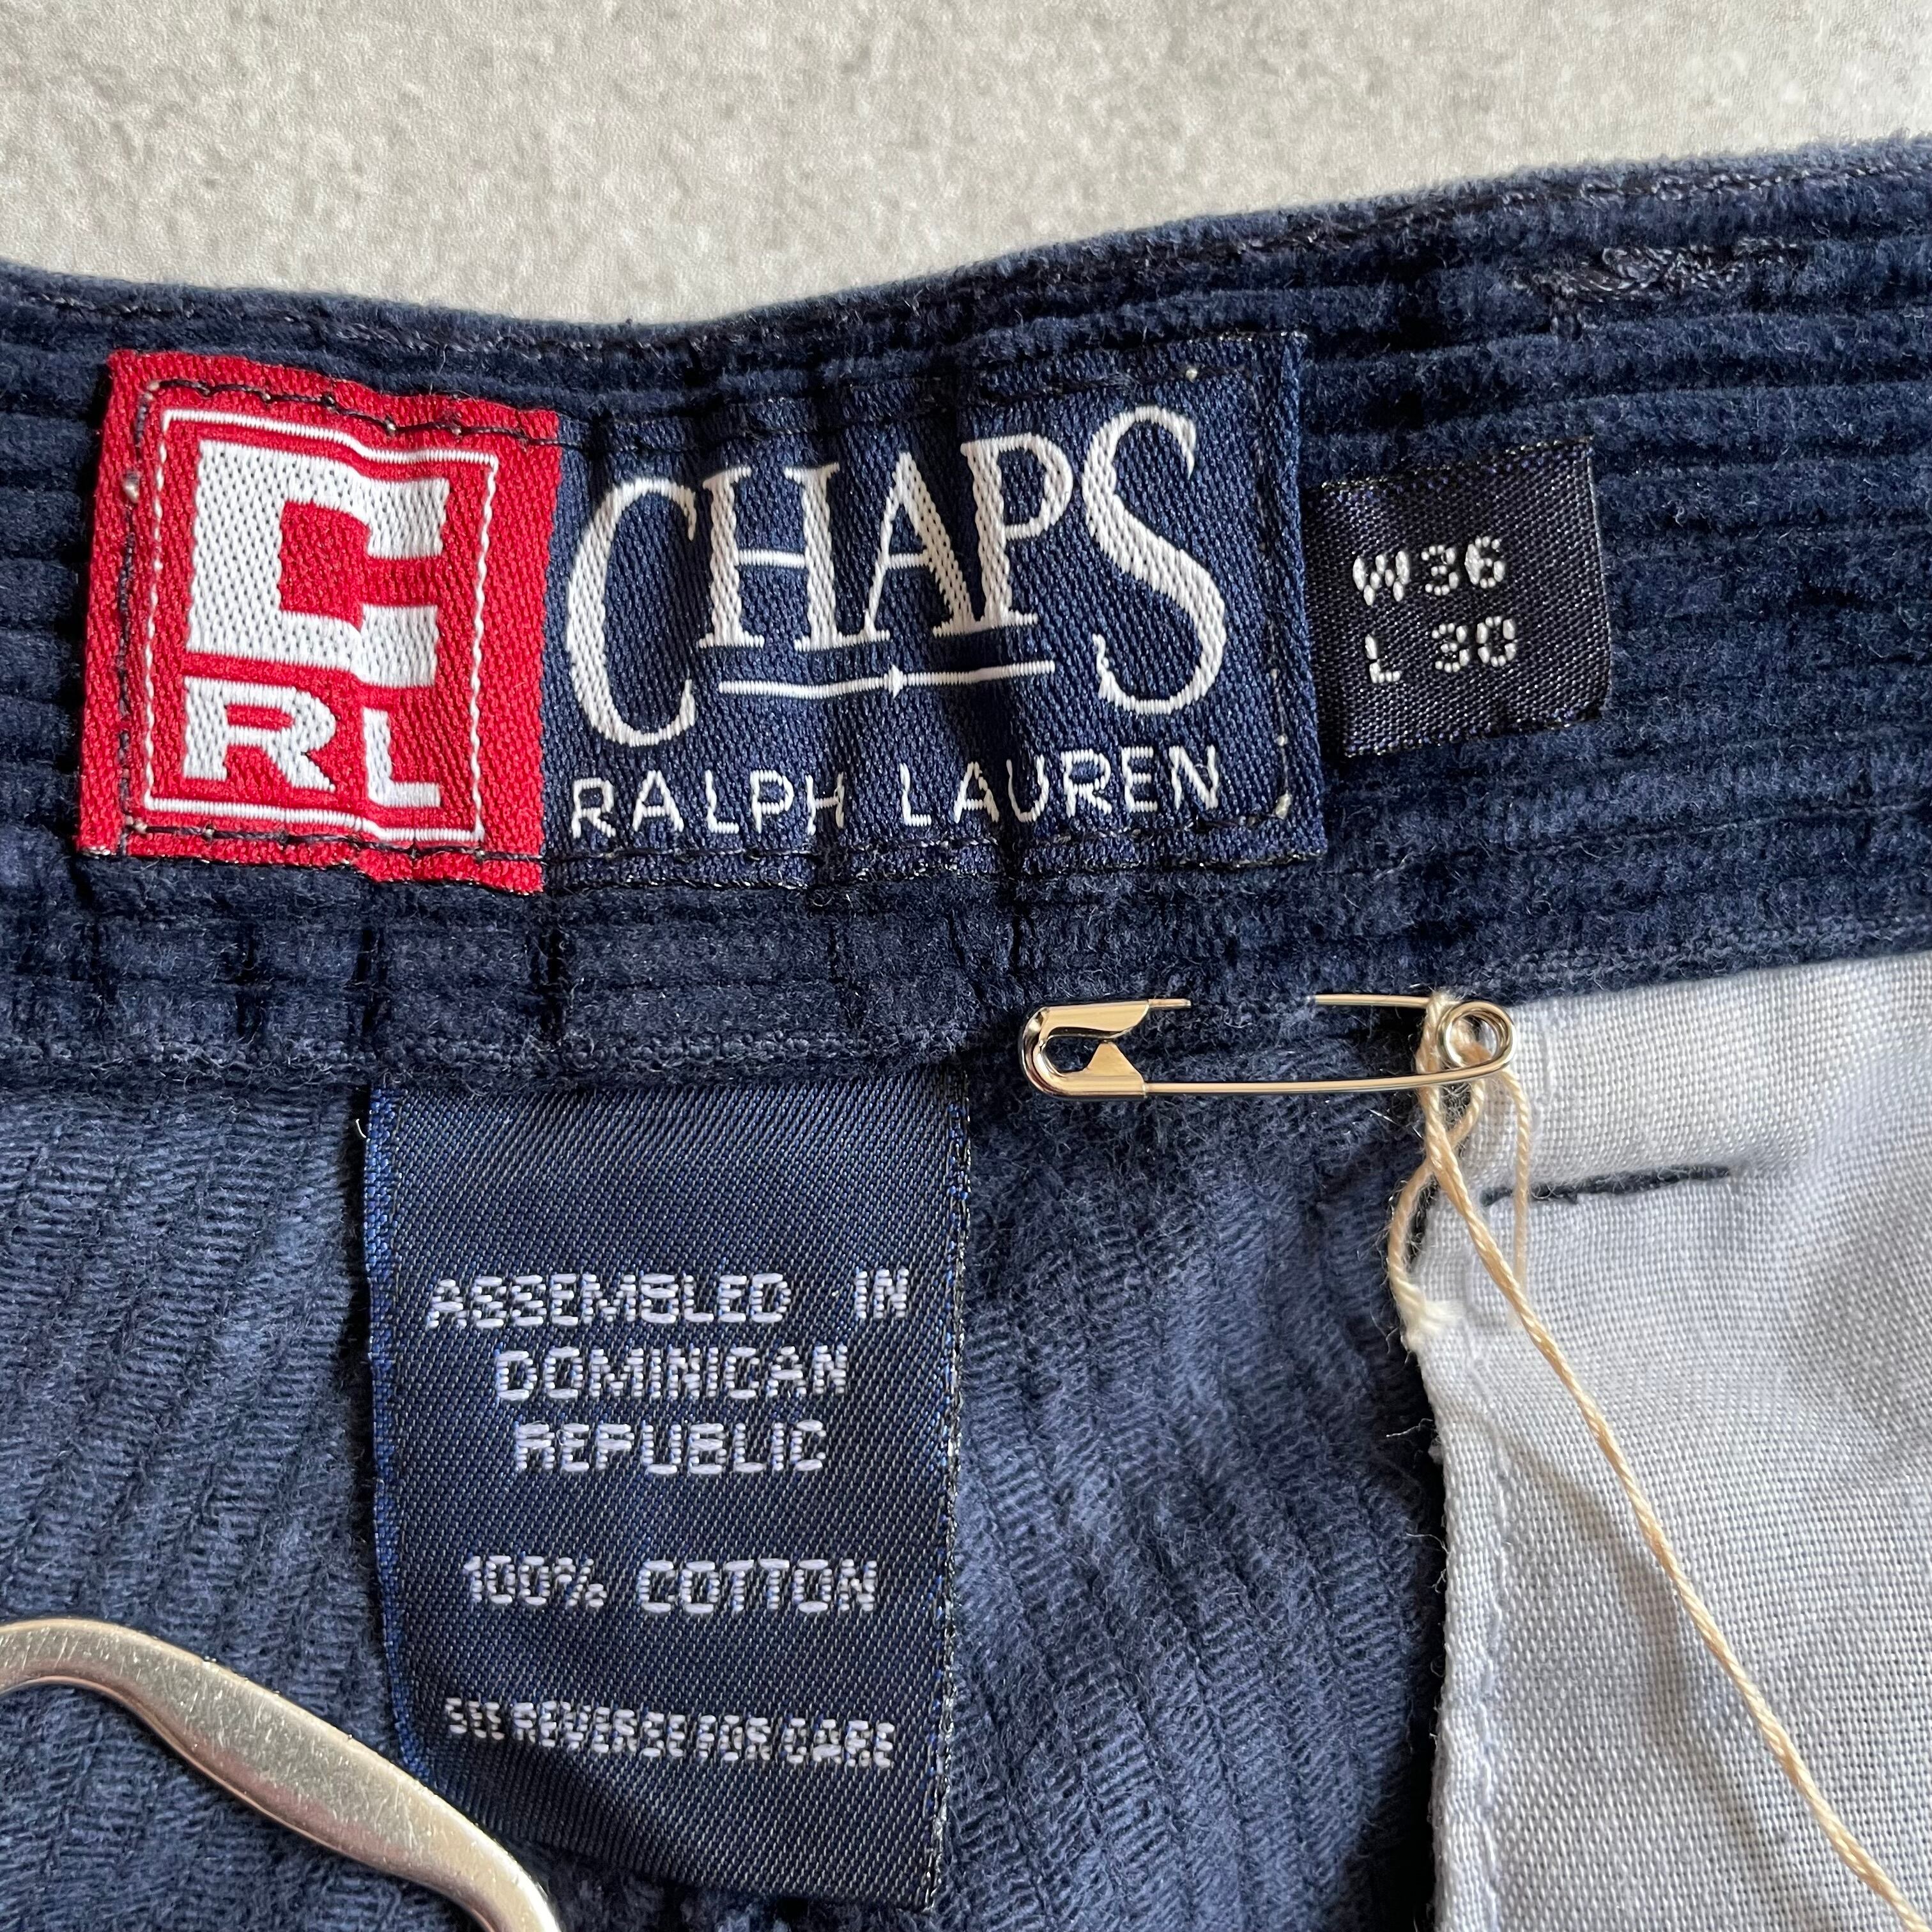 C
RL
CHAPS
RALPH LAUREN
W36
L 30
ASSEMBLED IN
DOMINICAN
REPUBLIC
100% COTTON
SEE REVERSE FOR CARE